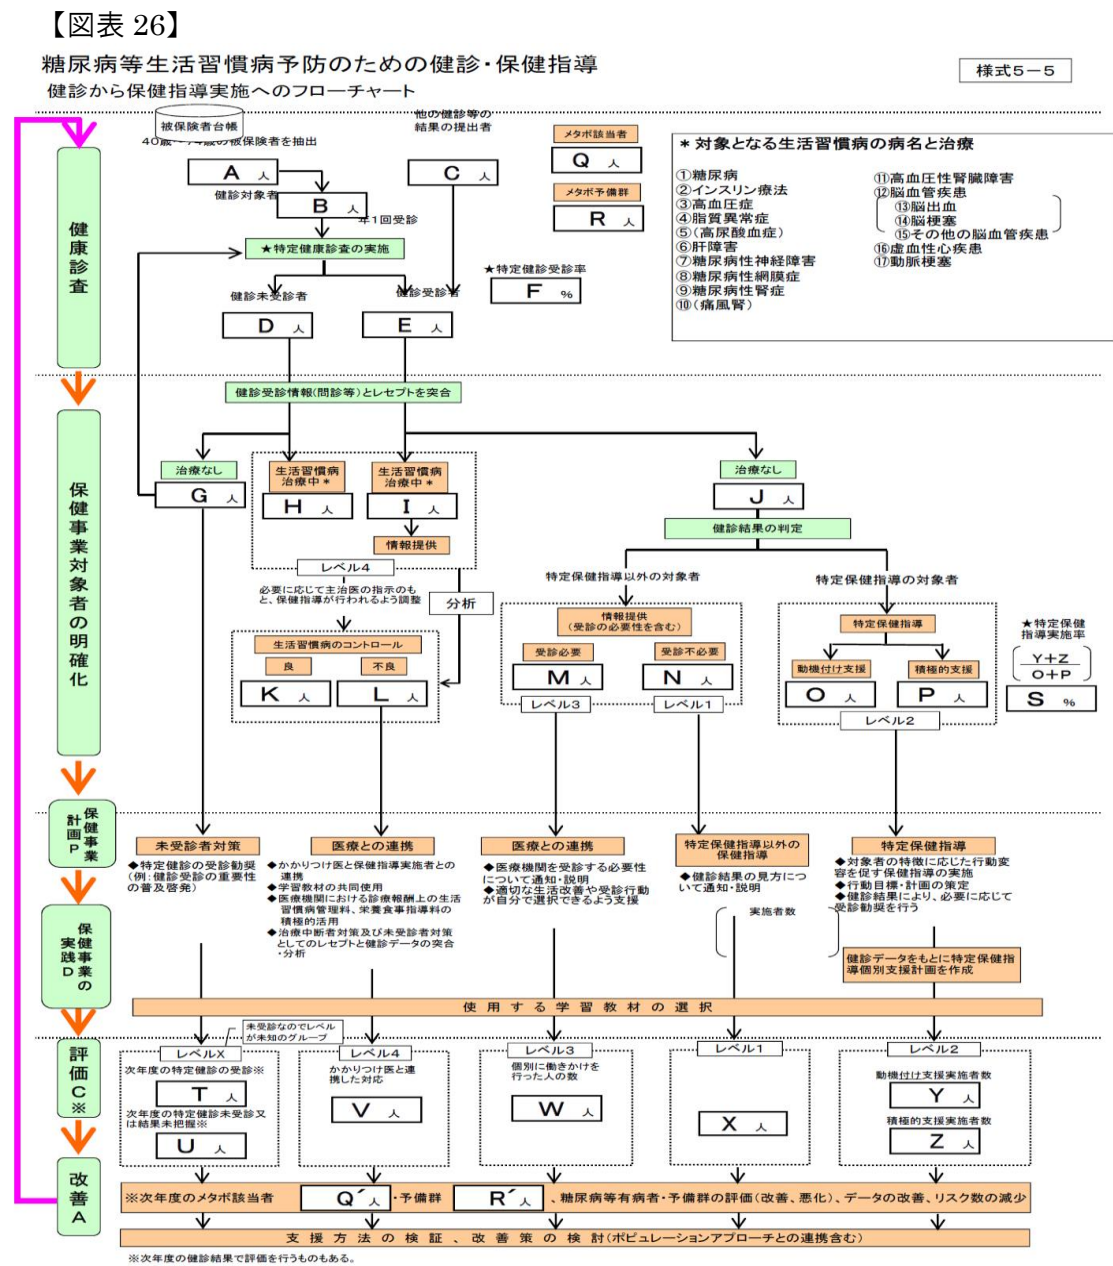 【図表 26】
糖尿病等生活習慣病予防のための健診・保健指導
様式5－5
健診から保健指導実施へのフローチャート
被保険者台帳
40歳～74歳の被保険者を抽出
他の健診等の
結果の提出者
A 人
健診対象者
B 人
C 人
年1回受診
★特定健康診査の実施
メタボ該当者
Q 人
メタボ予備群
R 人
★特定健診受診率
F %
健診未受診者
健診受診者
D 人
E 人
＊対象となる生活習慣病の病名と治療
①糖尿病
②インスリン療法
③高血圧症
④脂質異常症
⑤(高尿酸血症)
⑥肝障害
⑦糖尿病性神経障害
⑧糖尿病性網膜症
⑨糖尿病性腎症
⑩(痛風腎)
⑪高血圧性腎臓障害
⑫脳血管疾患
⑬脳出血
⑭脳梗塞
⑮その他の脳血管疾患
⑯虚血性心疾患
⑰動脈梗塞
健康診査
健診受診情報(問診等)とレセプトを突合
治療なし
G 人
生活習慣病
治療中＊
H 人
生活習慣病
治療中＊
I 人
情報提供
レベル4
治療なし
J 人
健診結果の判定
必要に応じて主治医の指示のも
と、保健指導が行われるよう調整
分析
生活習慣病のコントロール
良
不良
K 人
L 人
特定保健指導以外の対象者
情報提供
(受診の必要性を含む)
受診必要
受診不必要
M 人
N 人
レベル3
レベル1
特定保健指導の対象者
特定保健指導
動機付け支援
積極的支援
O 人
P 人
レベル2
★特定保健
指導実施率
Y＋Z
O＋P
S %
保健事業対象者の明確化
保健事業
計画P
未受診者対策
◆特定健診の受診勧奨
(例:健診受診の重要性
の普及啓発)
医療との連携
◆かかりつけ医と保健指導実施者との
連携
◆学習教材の共同使用
◆医療機関における診療報酬上の生活
習慣病管理料、栄養食事指導料の
積極的活用
◆治療中断者対策及び未受診者対策
としてのレセプトと健診データの突合
・分析
医療との連携
◆医療機関を受診する必要性
について通知・説明
◆適切な生活改善や受診行動
が自分で選択できるよう支援
特定保健指導以外の
保健指導
◆健診結果の見方につ
いて通知・説明
実施者数
特定保健指導
◆対象者の特徴に応じた行動変
容を促す保健指導の実施
◆行動目標・計画の策定
◆健診結果により、必要に応じて
受診勧奨を行う
健診データをもとに特定保健指
導個別支援計画を作成
保健事業の
実践D
使用する学習教材の選択
未受診なのでレベル
が未知のグループ
評価C※
レベルX
次年度の特定健診の受診※
T 人
次年度の特定健診未受診又
は結果未把握※
U 人
レベル4
かかりつけ医と連
携した対応
V 人
レベル3
個別に働きかけを
行った人の数
W 人
レベル1
X 人
レベル2
動機付け支援実施者数
Y 人
積極的支援実施者数
Z 人
改善A
※次年度のメタボ該当者 Q´人 ・予備群 R´人 、糖尿病等有病者・予備群の評価(改善、悪化)、データの改善、リスク数の減少
支援方法の検証、改善策の検討(ポピュレーションアプローチとの連携含む)
※次年度の健診結果で評価を行うものもある。